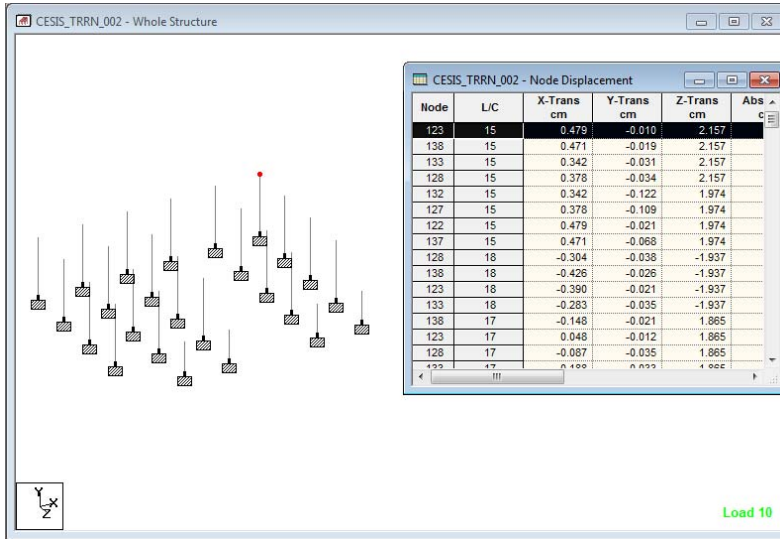 CESIS_TRRN_002 - Whole Structure
CESIS_TRRN_002 - Node Displacement
Node L/C X-Trans cm Y-Trans cm Z-Trans cm Abs c
123 15 0.479 -0.010 2.157
138 15 0.471 -0.019 2.157
133 15 0.342 -0.031 2.157
128 15 0.378 -0.034 2.157
132 15 0.342 -0.122 1.974
127 15 0.378 -0.109 1.974
122 15 0.479 -0.021 1.974
137 15 0.471 -0.068 1.974
128 18 -0.304 -0.038 -1.937
138 18 -0.426 -0.026 -1.937
123 18 -0.390 -0.021 -1.937
133 18 -0.283 -0.035 -1.937
138 17 -0.148 -0.021 1.865
123 17 0.048 -0.012 1.865
128 17 -0.087 -0.035 1.865
Y
X
Z
Load 10